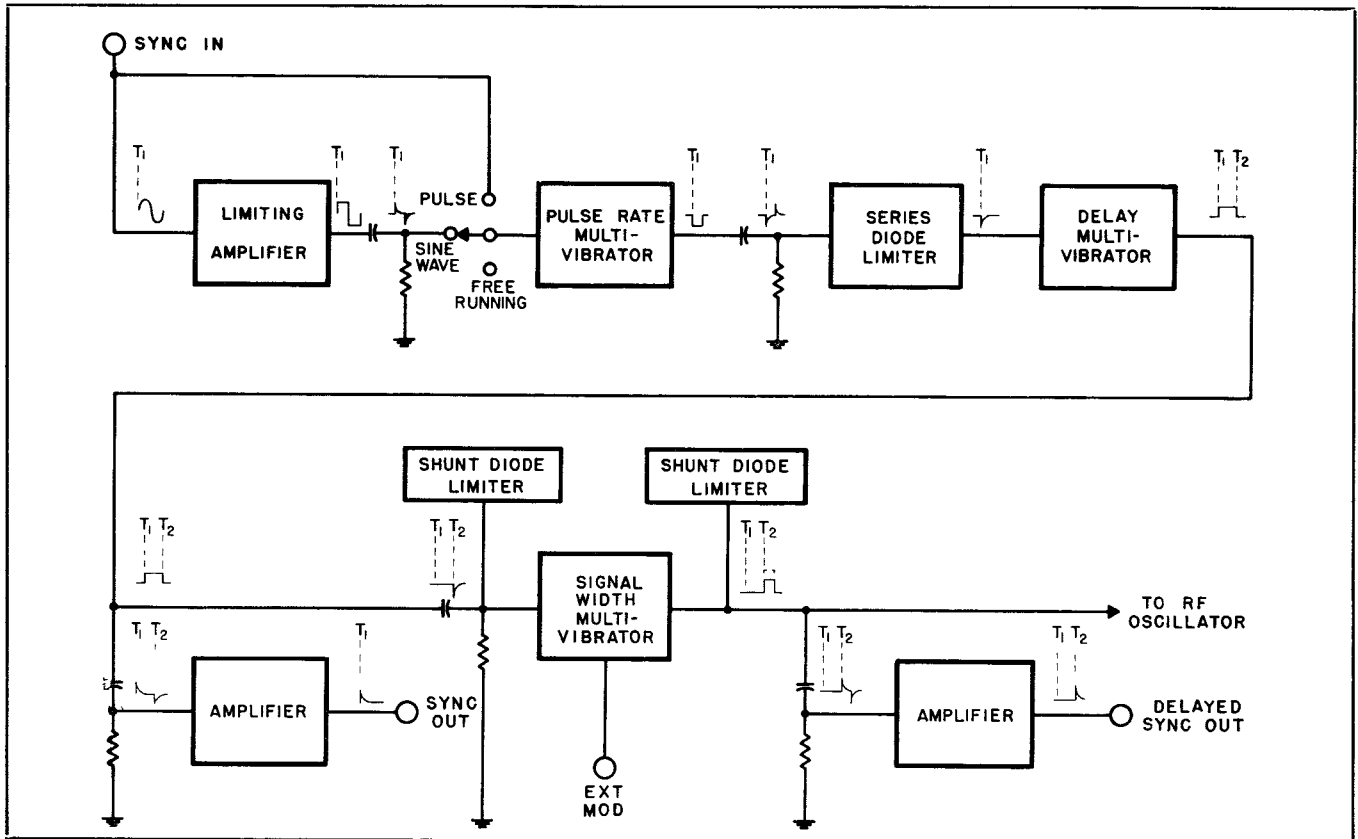 SYNC IN
T1
T1
T1
LIMITING
AMPLIFIER
PULSE
SINE
WAVE
FREE
RUNNING
PULSE RATE
MULTI-
VIBRATOR
T1
T1
SERIES
DIODE
LIMITER
T1
DELAY
MULTI-
VIBRATOR
T1 T2
SHUNT DIODE
LIMITER
SHUNT DIODE
LIMITER
T1 T2
T1 T2
T1 T2
SIGNAL
WIDTH
MULTI-
VIBRATOR
TO RF
OSCILLATOR
T1 T2
AMPLIFIER
T1
SYNC
OUT
EXT
MOD
T1 T2
AMPLIFIER
T1 T2
DELAYED
SYNC OUT